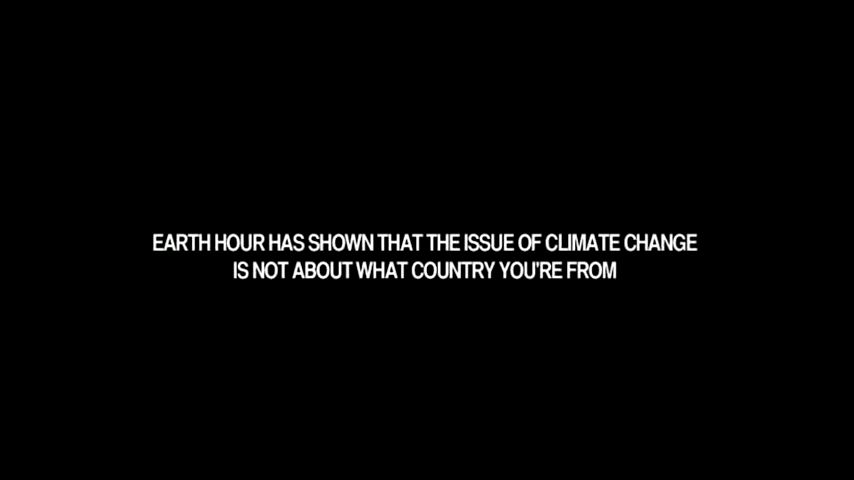 EARTH HOUR HAS SHOWN THAT THE ISSUE OF CLIMATE CHANGE
IS NOT ABOUT WHAT COUNTRY YOU'RE FROM